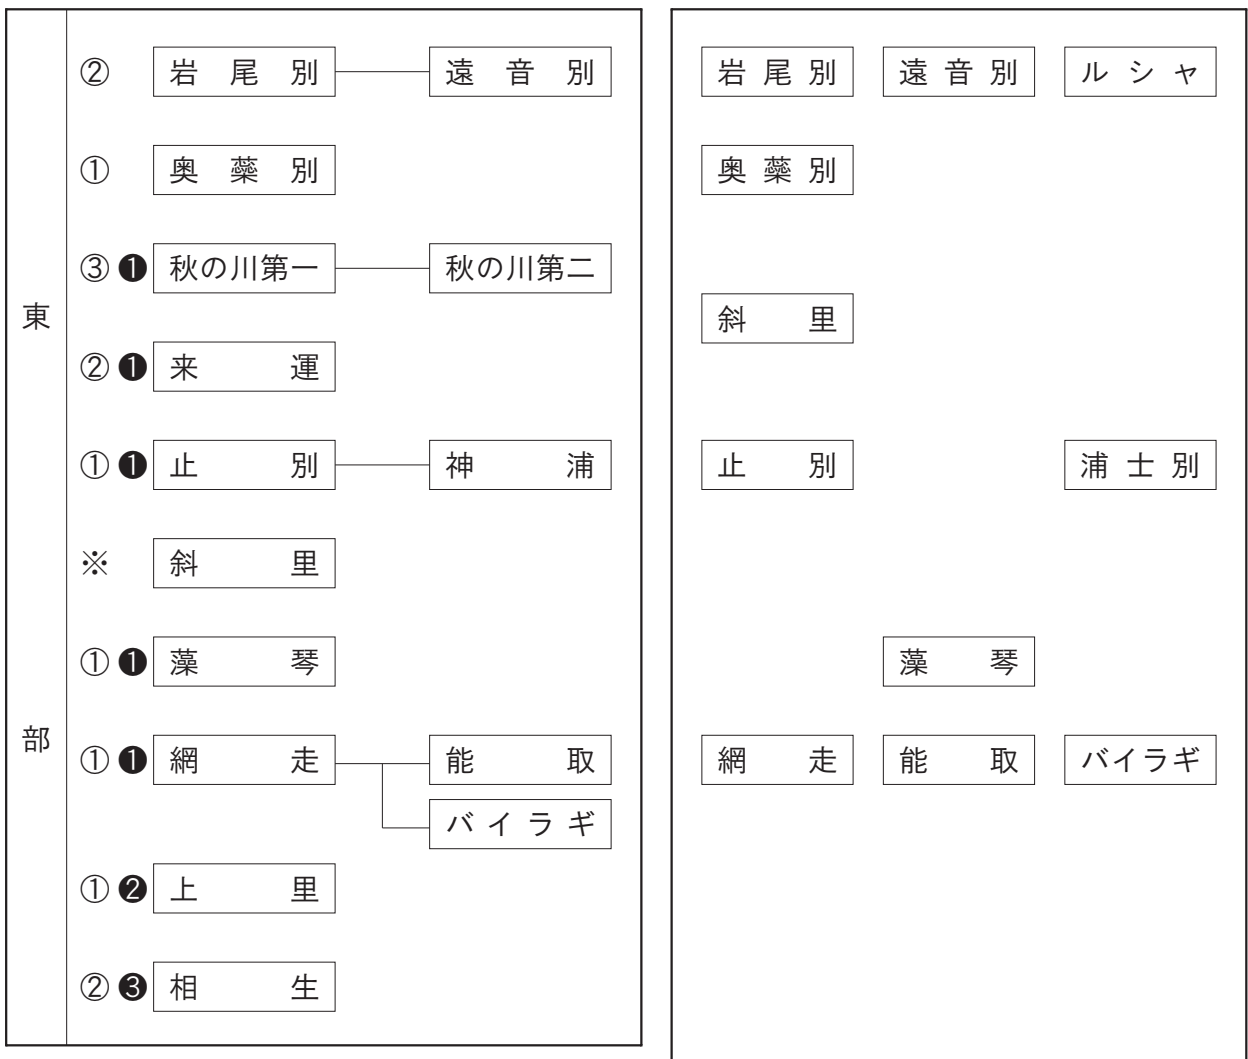 東部
② 岩尾別 遠音別
① 奥蘂別
③ ❶ 秋の川第一 秋の川第二
② ❶ 来運
① ❶ 止別 神浦
※ 斜里
① ❶ 藻琴
① ❶ 網走 能取
バイラギ
① ❷ 上里
② ❸ 相生
岩尾別 遠音別 ルシャ
奥蘂別
斜里
止別 浦士別
藻琴
網走 能取 バイラギ